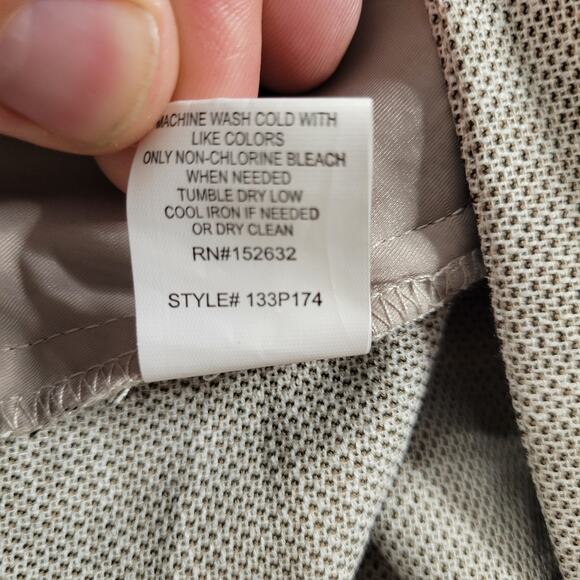 MACHINE WASH COLD WITH
LIKE COLORS
ONLY NON-CHLORINE BLEACH
WHEN NEEDED
TUMBLE DRY LOW
COOL IRON IF NEEDED
OR DRY CLEAN
RN#152632
STYLE# 133P174